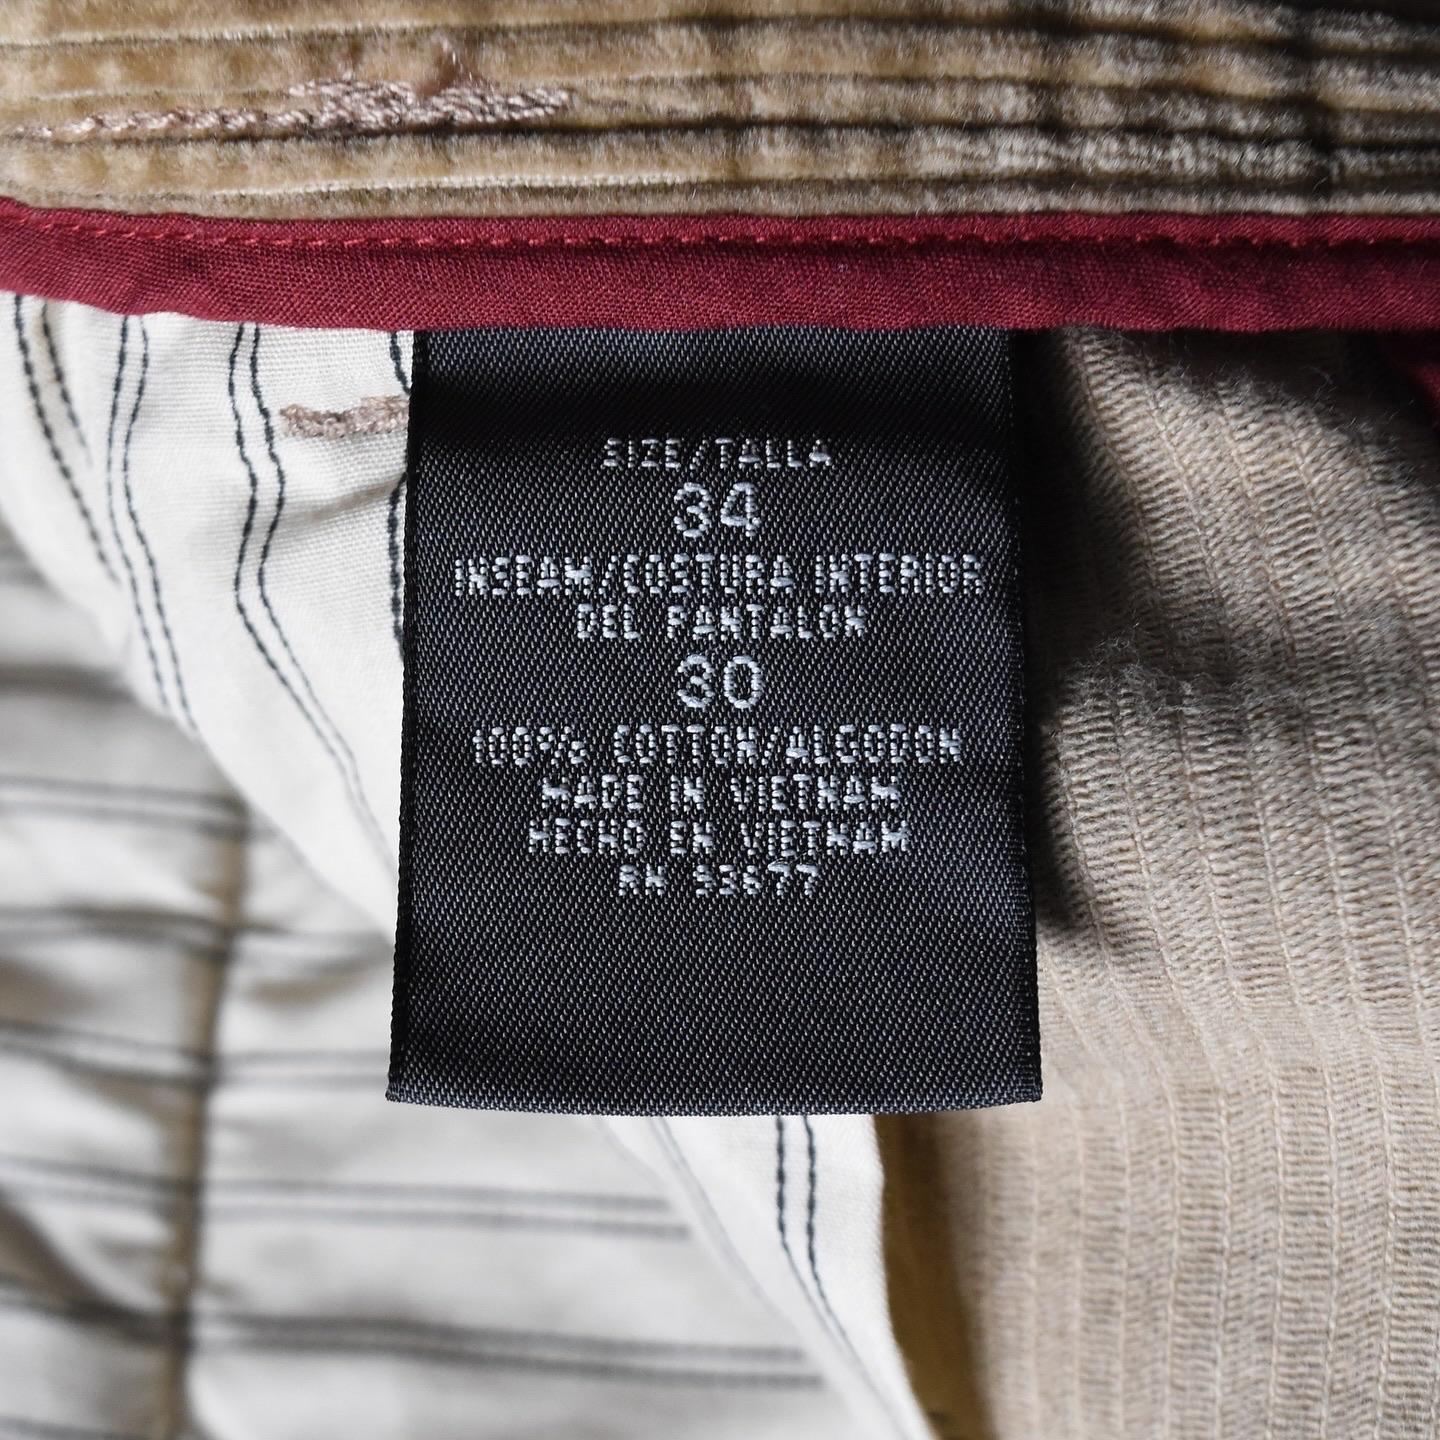 SIZE/TALLA
34
INSEAM/COSTURA INTERIOR
DEL PANTALON
30
100% COTTON/ALGODON
MADE IN VIETNAM
HECHO EN VIETNAM
RN